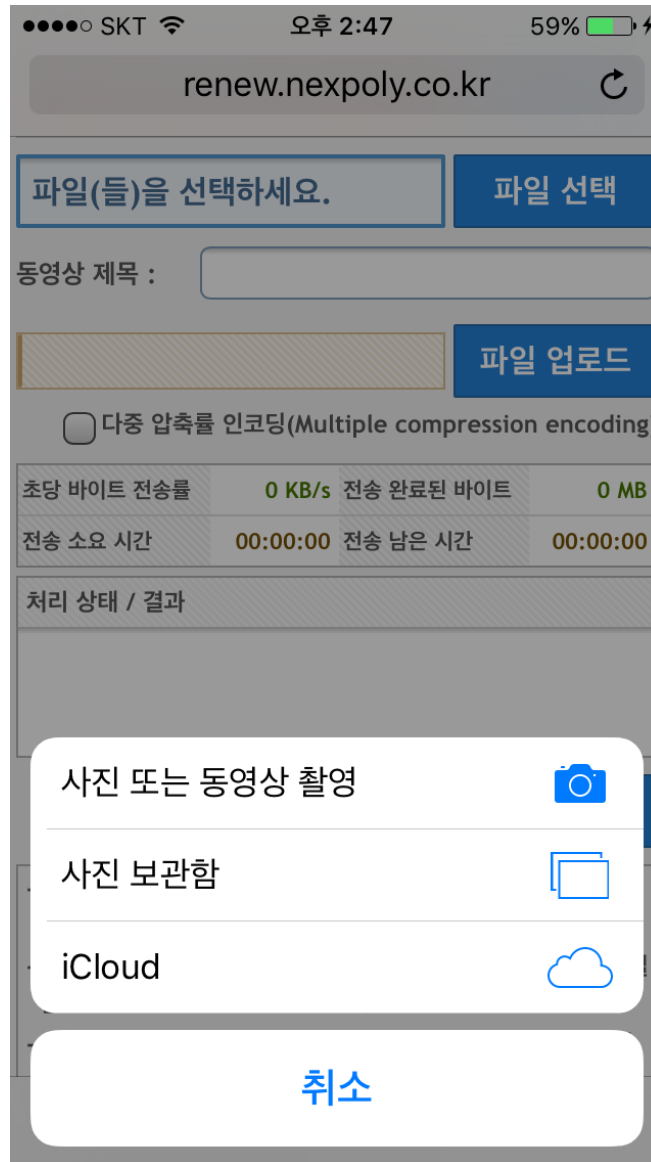 SKT 오후 2:47 59%
renew.nexpoly.co.kr
파일(들)을 선택하세요. 파일 선택
동영상 제목 :
파일 업로드
다중 압축률 인코딩(Multiple compression encoding
초당 바이트 전송률 0 KB/s 전송 완료된 바이트 0 MB
전송 소요 시간 00:00:00 전송 남은 시간 00:00:00
처리 상태 / 결과
사진 또는 동영상 촬영
사진 보관함
iCloud
취소